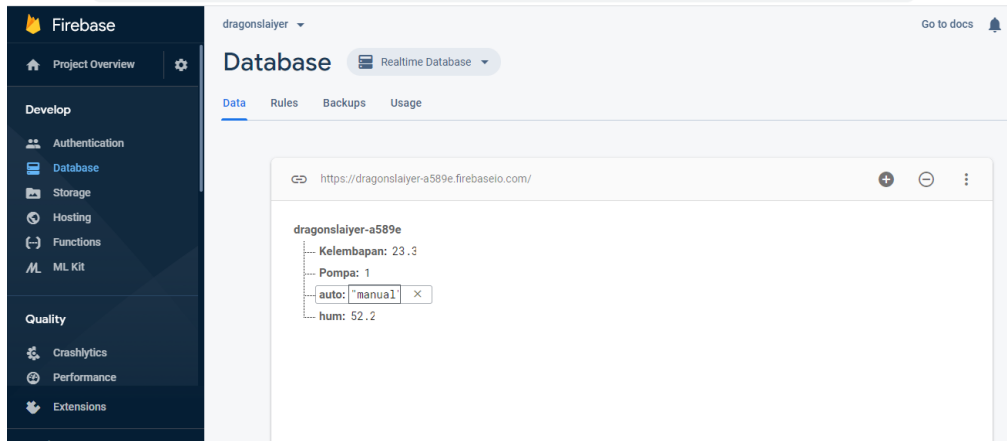 Firebase
dragonslaiyer
Go to docs
Project Overview
Database
Realtime Database
Data Rules Backups Usage
Develop
Authentication
Database
Storage
Hosting
Functions
ML Kit
https://dragonslaiyer-a589e.firebaseio.com/
dragonslaiyer-a589e
Kelembapan: 23.3
Pompa: 1
auto: "manual"
hum: 52.2
Quality
Crashlytics
Performance
Extensions